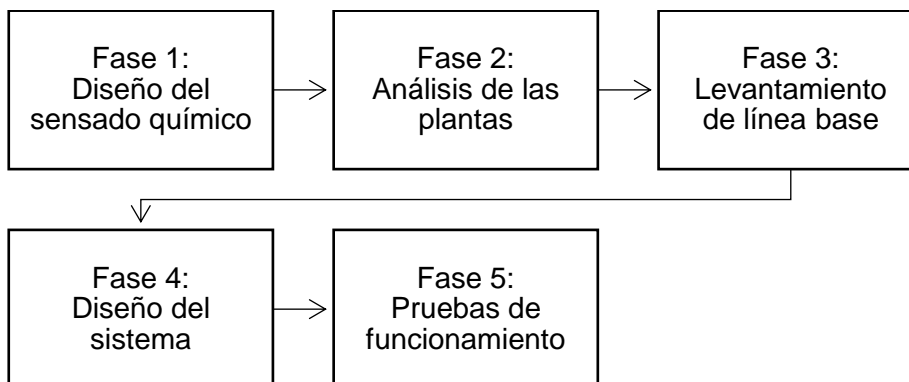 Fase 1:
Diseño del
sensado químico
Fase 2:
Análisis de las
plantas
Fase 3:
Levantamiento
de línea base
Fase 4:
Diseño del
sistema
Fase 5:
Pruebas de
funcionamiento